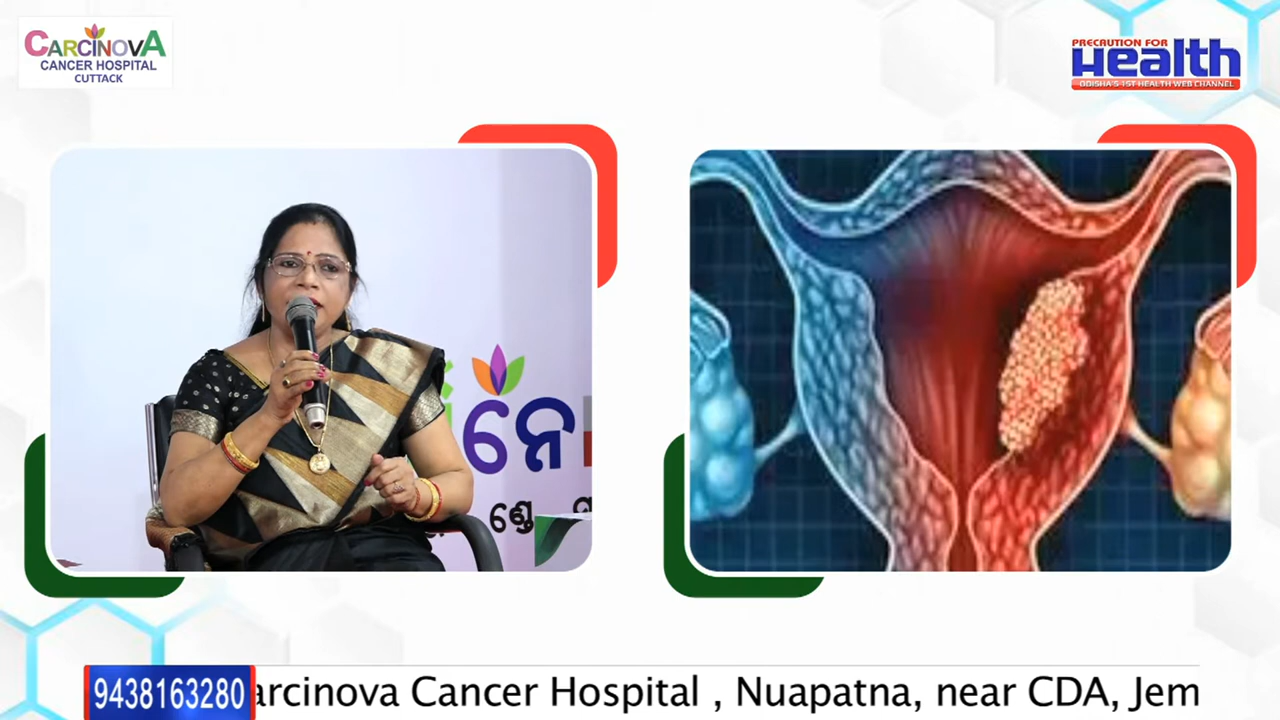 CARCINOVA
CANCER HOSPITAL
CUTTACK
PRECAUTION FOR
Health
ODISHA'S 1ST HEALTH WEB CHANNEL
ନେ
9438163280 arcinova Cancer Hospital , Nuapatna, near CDA, Jem